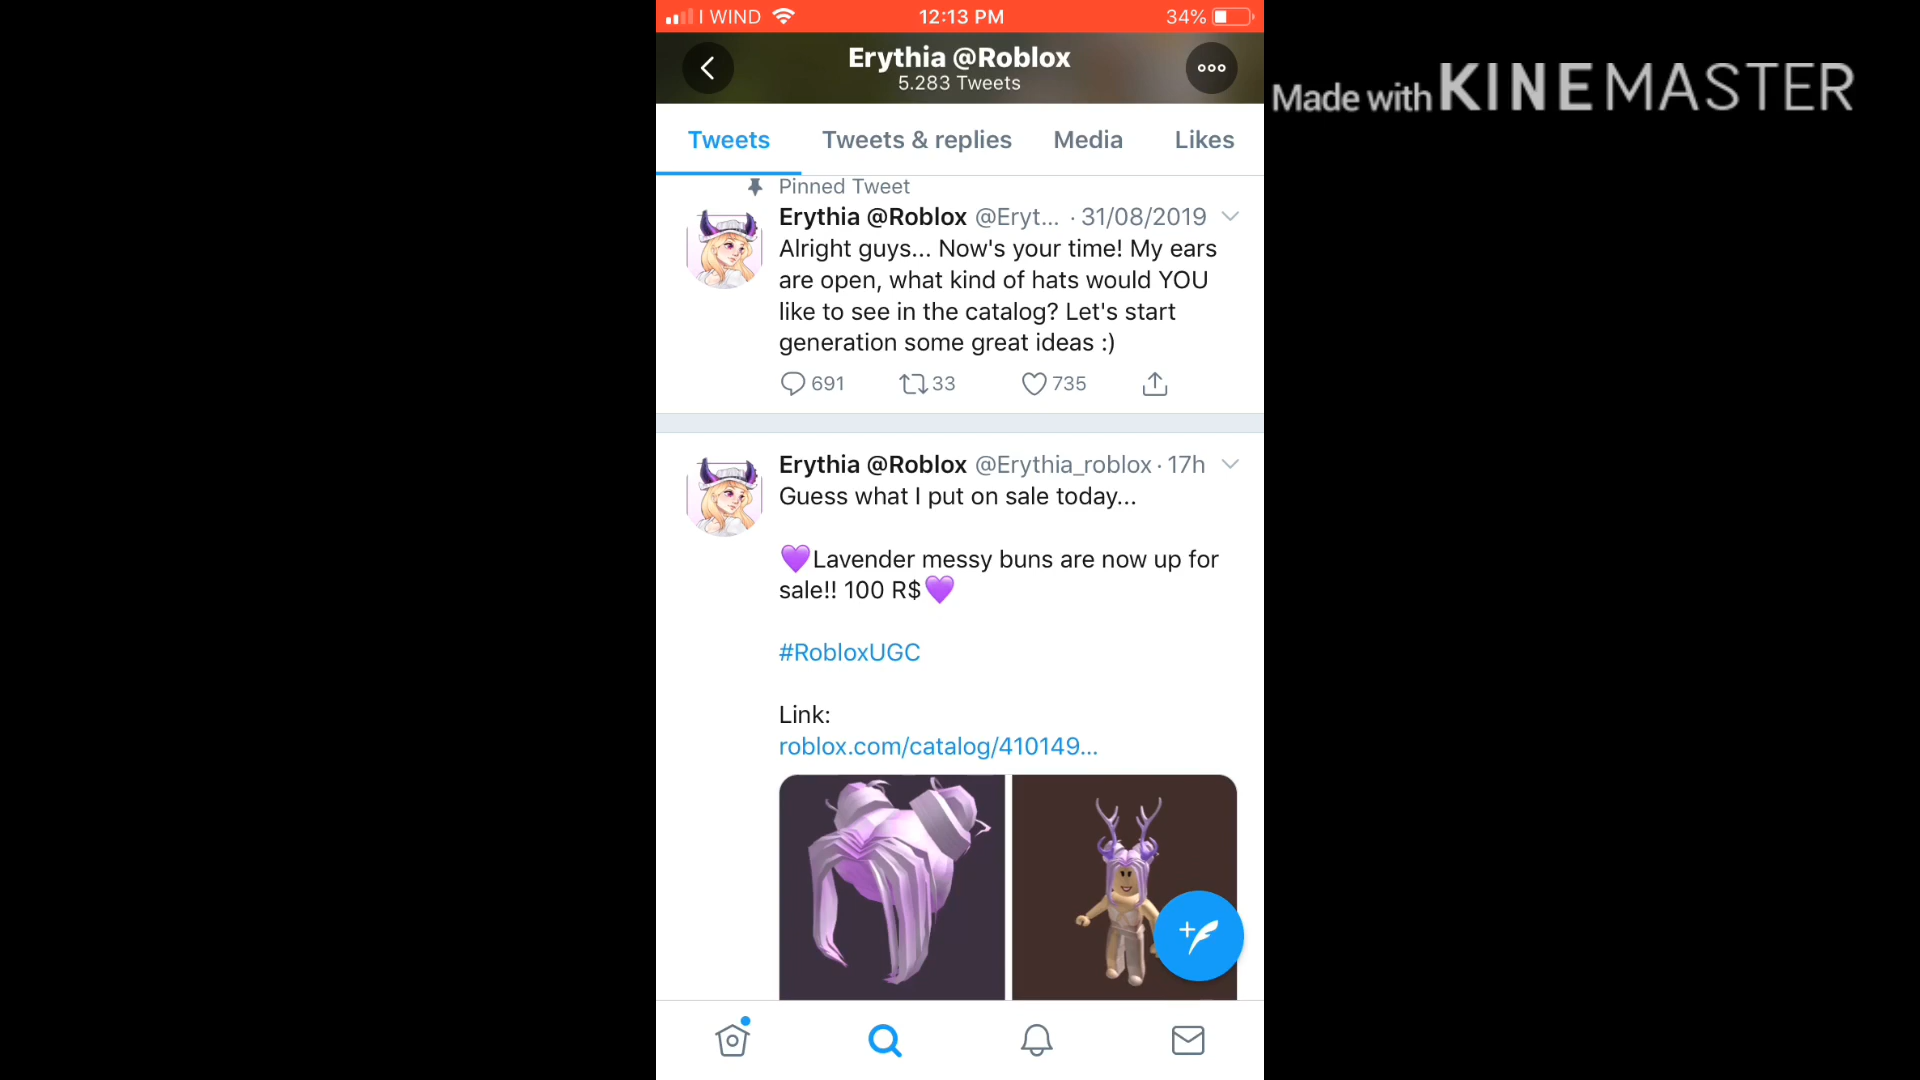 I WIND
12:13 PM
34%
Erythia @Roblox
5.283 Tweets
Made with KINEMASTER
Tweets
Tweets & replies
Media
Likes
Pinned Tweet
Erythia @Roblox @Eryt... · 31/08/2019
Alright guys... Now's your time! My ears
are open, what kind of hats would YOU
like to see in the catalog? Let's start
generation some great ideas :)
691
33
735
Erythia @Roblox @Erythia_roblox · 17h
Guess what I put on sale today...
💜Lavender messy buns are now up for
sale!! 100 R$💜
#RobloxUGC
Link:
roblox.com/catalog/410149...